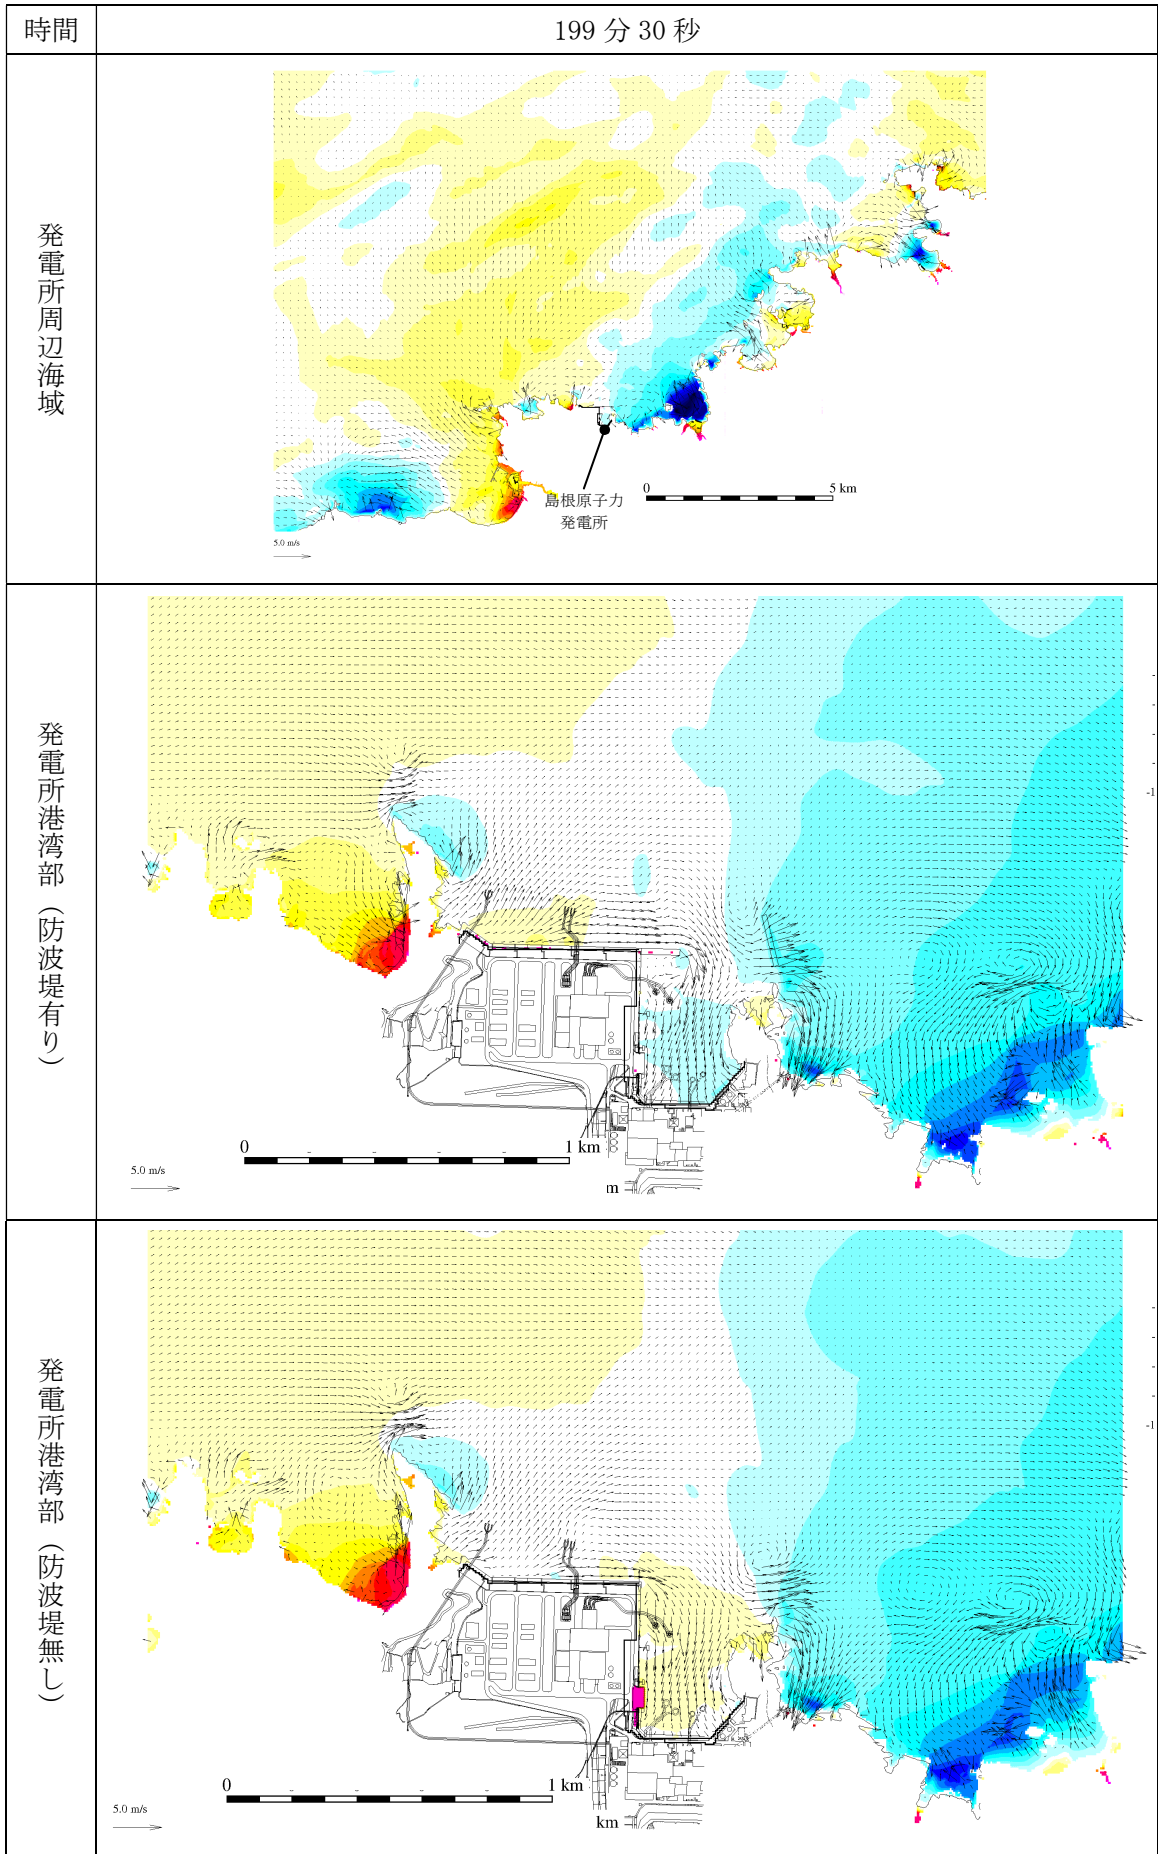 時間
199 分 30 秒
発電所周辺海域
島根原子力
発電所
0
5 km
5.0 m/s
発電所港湾部（防波堤有り）
-1
0
1 km
5.0 m/s
m
発電所港湾部（防波堤無し）
-1
0
1 km
5.0 m/s
km